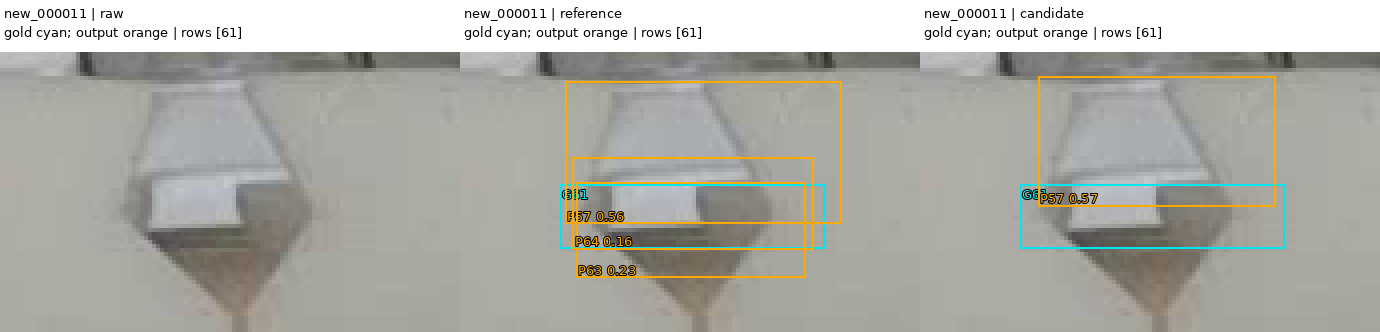 new_000011 | raw
gold cyan; output orange | rows [61]
new_000011 | reference
gold cyan; output orange | rows [61]
new_000011 | candidate
gold cyan; output orange | rows [61]
P57 0.56
P64 0.16
P63 0.23
P57 0.57